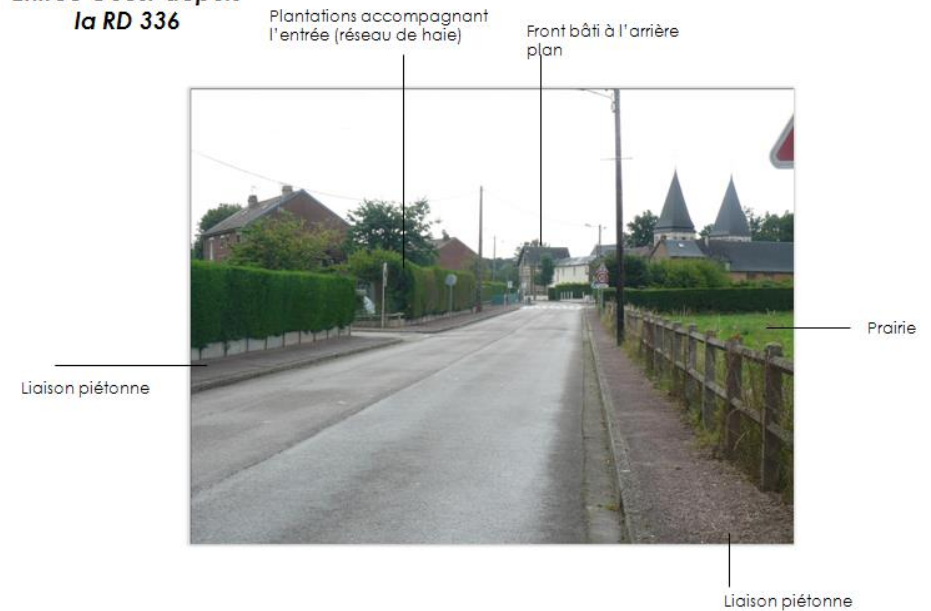 la RD 336
Plantations accompagnant
l'entrée (réseau de haie)
Front bâti à l'arrière
plan
Prairie
Liaison piétonne
Liaison piétonne